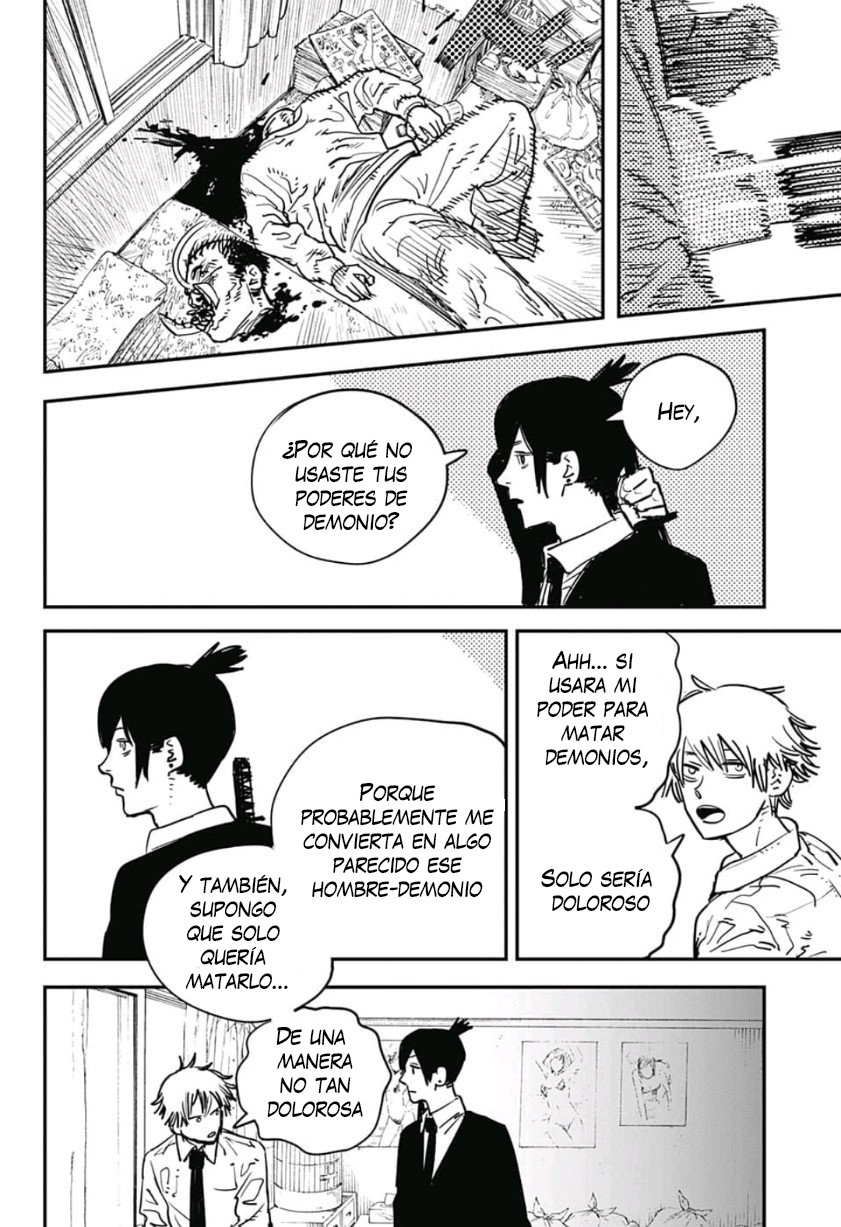 HEY,
¿POR QUÉ NO
USASTE TUS
PODERES DE
DEMONIO?
AHH... SI
USARA MI
PODER PARA
MATAR
DEMONIOS,
SOLO SERÍA
DOLOROSO
PORQUE
PROBABLEMENTE ME
CONVIERTA EN ALGO
PARECIDO ESE
HOMBRE-DEMONIO
Y TAMBIÉN,
SUPONGO
QUE SOLO
QUERÍA
MATARLO...
DE UNA
MANERA
NO TAN
DOLOROSA